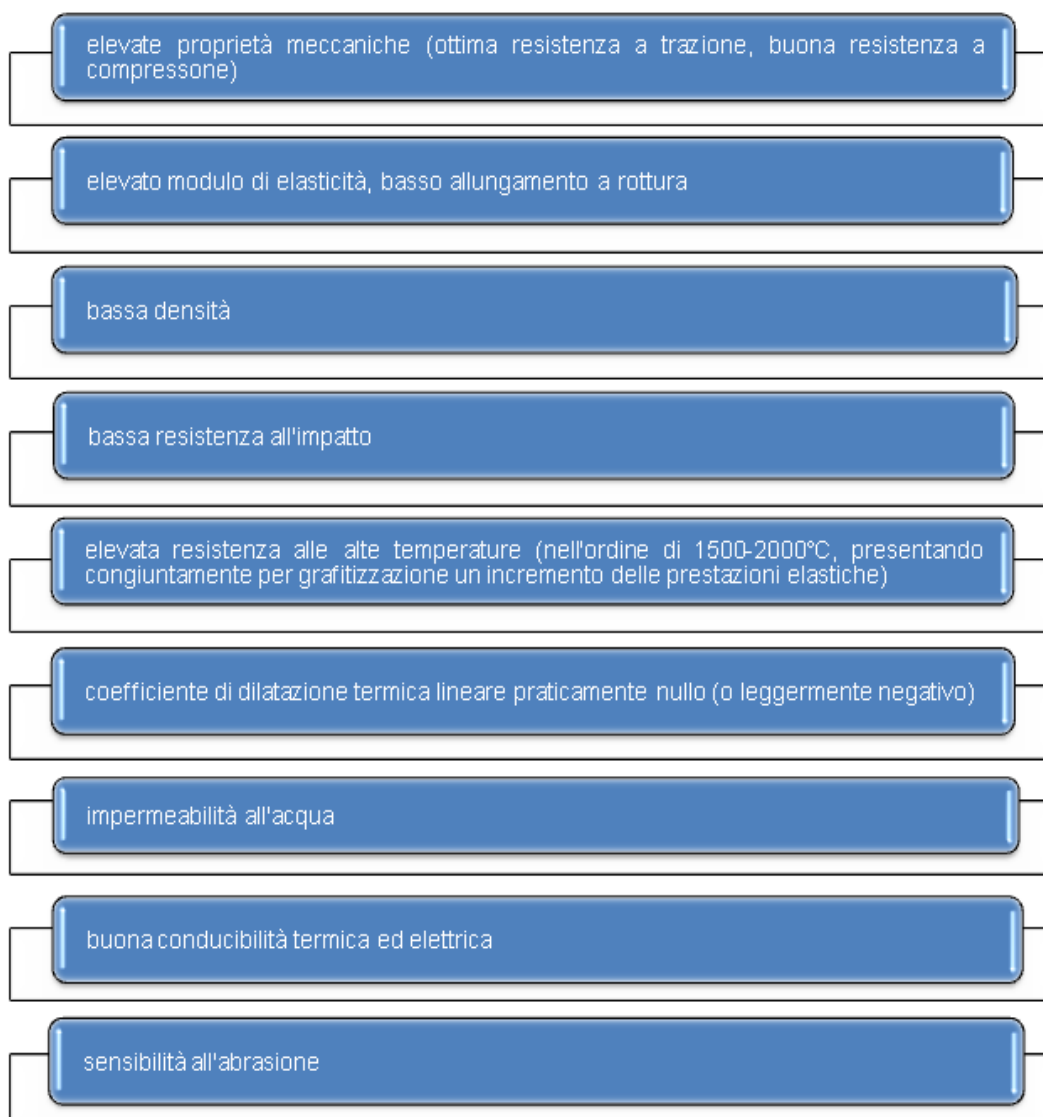 elevate proprietà meccaniche (ottima resistenza a trazione, buona resistenza a
compressone)
elevato modulo di elasticità, basso allungamento a rottura
bassa densità
bassa resistenza all'impatto
elevata resistenza alle alte temperature (nell'ordine di 1500-2000°C, presentando
congiuntamente per grafitizzazione un incremento delle prestazioni elastiche)
coefficiente di dilatazione termica lineare praticamente nullo (o leggermente negativo)
impermeabilità all'acqua
buona conducibilità termica ed elettrica
sensibilità all'abrasione